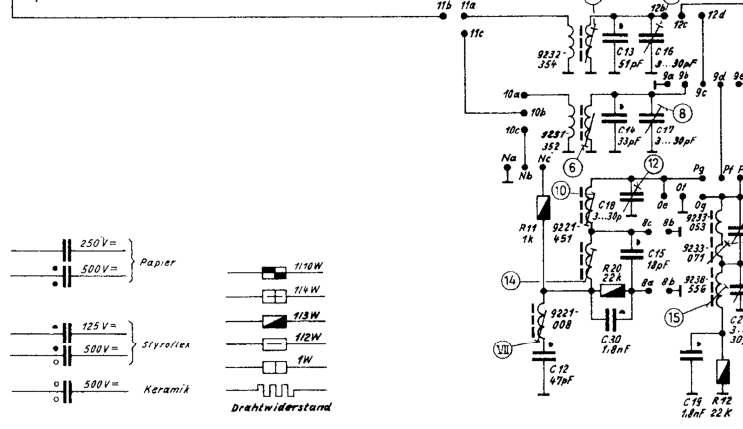 11b 11a
12b 12c 12d
11c
9232-
354
C13
51pF
C16
3...30pF
9a 9b
9c 9d
10a
10b
10c
9231-
352
C14
33pF
C17
3...30pF
8
6
12
Na
Nb
Nc
Pg
Pf
10
C18
3...30p
0e
0f
0g
R11
1k
9221-
451
8c
8b
9233-
053
C15
18pF
9233-
071
14
R20
22k
8a
8b
9238-
556
15
9221-
008
C30
1,8nF
VII
C12
47pF
C19
1,8nF
R12
22K
250V=
500V=
Papier
125V=
500V=
Styroflex
500V=
Keramik
1/10W
1/4W
1/3W
1/2W
1W
Drahtwiderstand